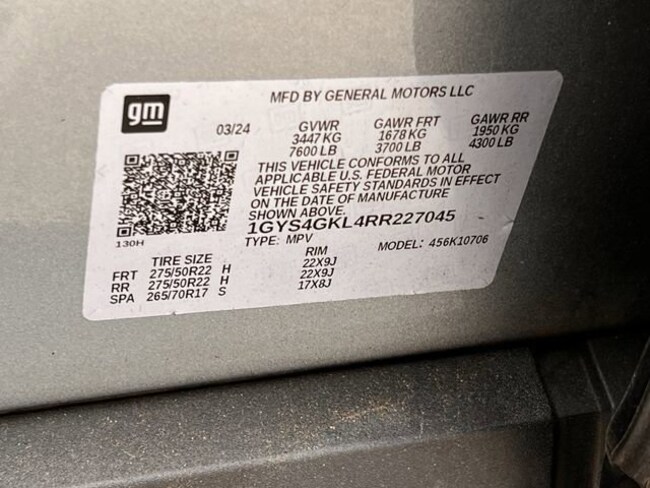 gm
MFD BY GENERAL MOTORS LLC
03/24 GVWR GAWR FRT GAWR RR
3447 KG 1678 KG 1950 KG
7600 LB 3700 LB 4300 LB
THIS VEHICLE CONFORMS TO ALL
APPLICABLE U.S. FEDERAL MOTOR
VEHICLE SAFETY STANDARDS IN EFFECT
ON THE DATE OF MANUFACTURE
SHOWN ABOVE.
1GYS4GKL4RR227045
130H
TYPE: MPV MODEL: 456K10706
TIRE SIZE RIM
FRT 275/50R22 H 22X9J
RR 275/50R22 H 22X9J
SPA 265/70R17 S 17X8J